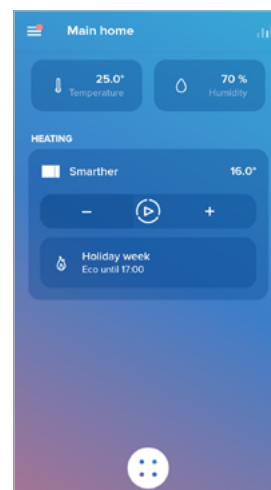 Main home
25.0°
Temperature
70 %
Humidity
HEATING
Smarther
16.0°
Holiday week
Eco until 17:00